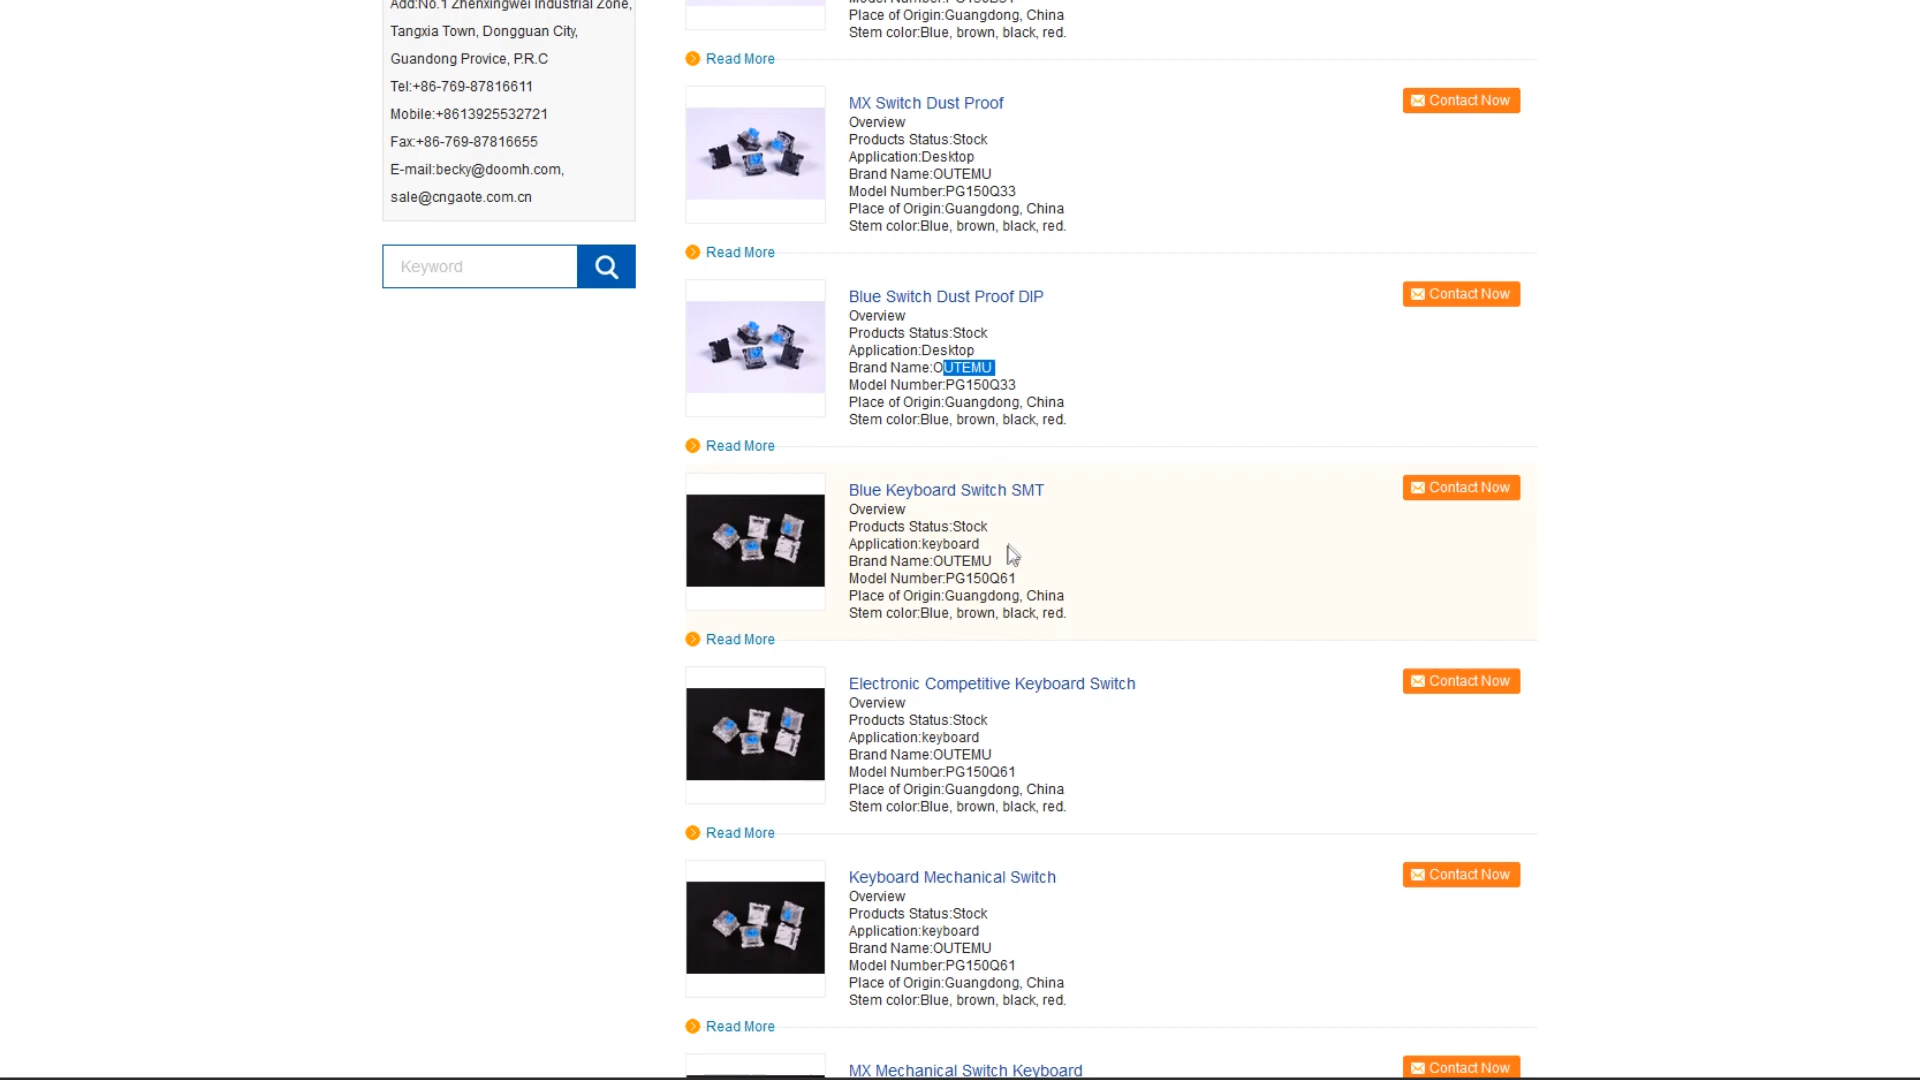 Add:No.1 Zhenxingwei Industrial Zone,
Tangxia Town, Dongguan City,
Guandong Provice, P.R.C
Tel:+86-769-87816611
Mobile:+8613925532721
Fax:+86-769-87816655
E-mail:becky@doomh.com,
sale@cngaote.com.cn
Keyword
Place of Origin:Guangdong, China
Stem color:Blue, brown, black, red.
Read More
MX Switch Dust Proof
Contact Now
Overview
Products Status:Stock
Application:Desktop
Brand Name:OUTEMU
Model Number:PG150Q33
Place of Origin:Guangdong, China
Stem color:Blue, brown, black, red.
Read More
Blue Switch Dust Proof DIP
Contact Now
Overview
Products Status:Stock
Application:Desktop
Brand Name:OUTEMU
Model Number:PG150Q33
Place of Origin:Guangdong, China
Stem color:Blue, brown, black, red.
Read More
Blue Keyboard Switch SMT
Contact Now
Overview
Products Status:Stock
Application:keyboard
Brand Name:OUTEMU
Model Number:PG150Q61
Place of Origin:Guangdong, China
Stem color:Blue, brown, black, red.
Read More
Electronic Competitive Keyboard Switch
Contact Now
Overview
Products Status:Stock
Application:keyboard
Brand Name:OUTEMU
Model Number:PG150Q61
Place of Origin:Guangdong, China
Stem color:Blue, brown, black, red.
Read More
Keyboard Mechanical Switch
Contact Now
Overview
Products Status:Stock
Application:keyboard
Brand Name:OUTEMU
Model Number:PG150Q61
Place of Origin:Guangdong, China
Stem color:Blue, brown, black, red.
Read More
MX Mechanical Switch Keyboard
Contact Now